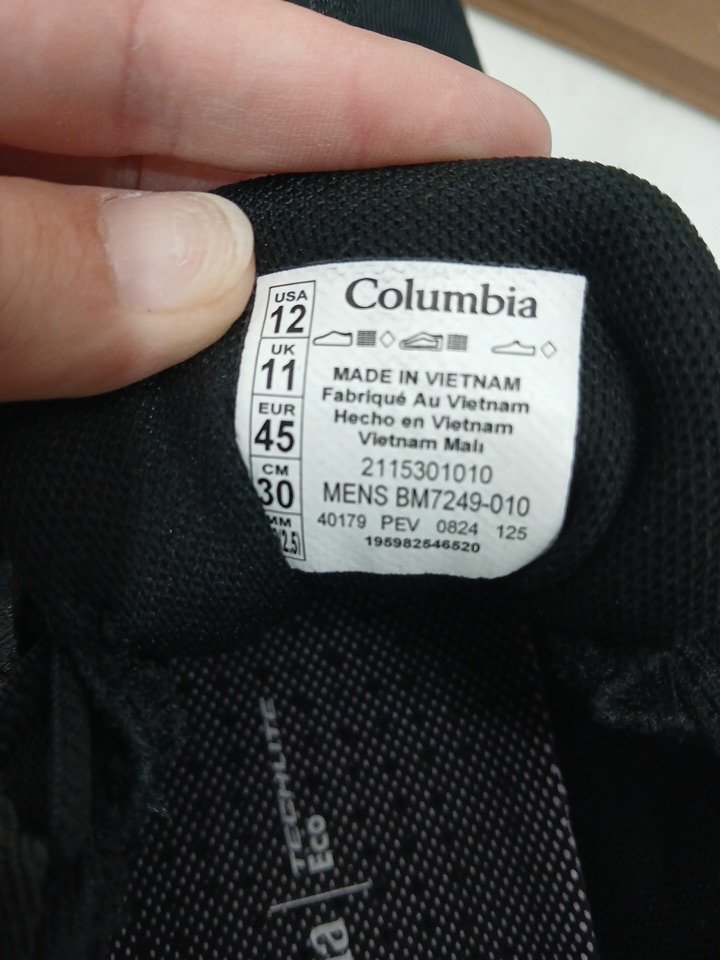 USA
12
UK
11
EUR
45
CM
30
MM
Columbia
MADE IN VIETNAM
Fabriqué Au Vietnam
Hecho en Vietnam
Vietnam Malı
2115301010
MENS BM7249-010
40179 PEV 0824 125
195982546520
TECHLITE
ECO